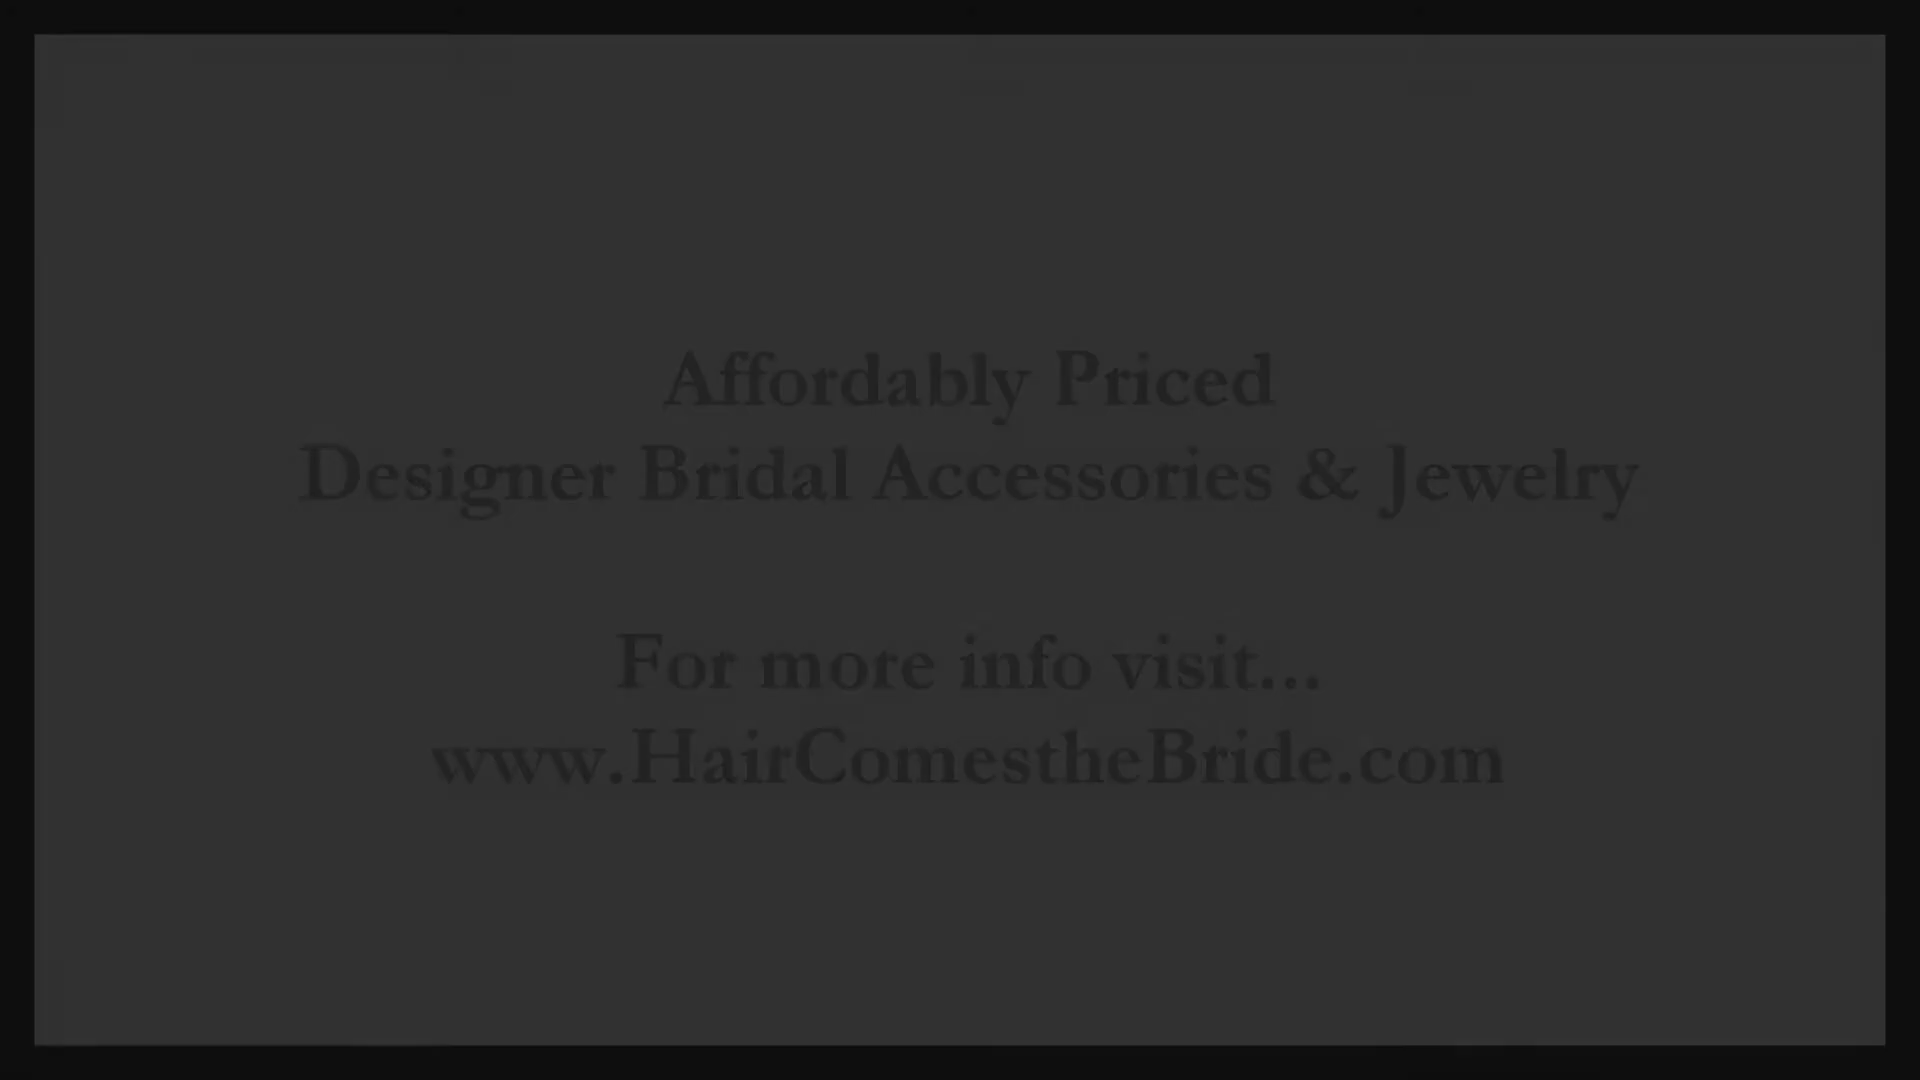 Affordably Priced
Designer Bridal Accessories & Jewelry
For more info visit...
www.HairComestheBride.com